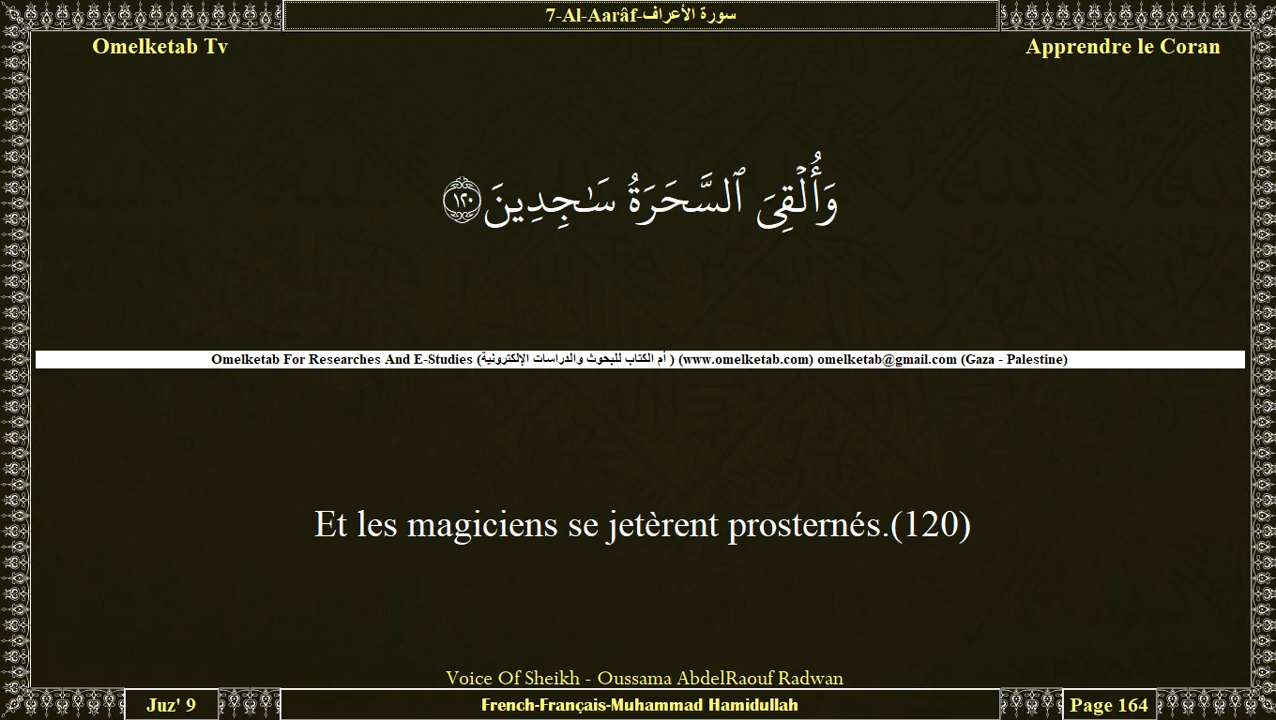 7-Al-Aarâf-سورة الأعراف
Omelketab Tv
Apprendre le Coran
وَأُلۡقِيَ ٱلسَّحَرَةُ سَٰجِدِينَ ١٢٠
Omelketab For Researches And E-Studies (أم الكتاب للبحوث والدراسات الإلكترونية ) (www.omelketab.com) omelketab@gmail.com (Gaza - Palestine)
Et les magiciens se jetèrent prosternés.(120)
Voice Of Sheikh - Oussama AbdelRaouf Radwan
Juz' 9
French-Français-Muhammad Hamidullah
Page 164